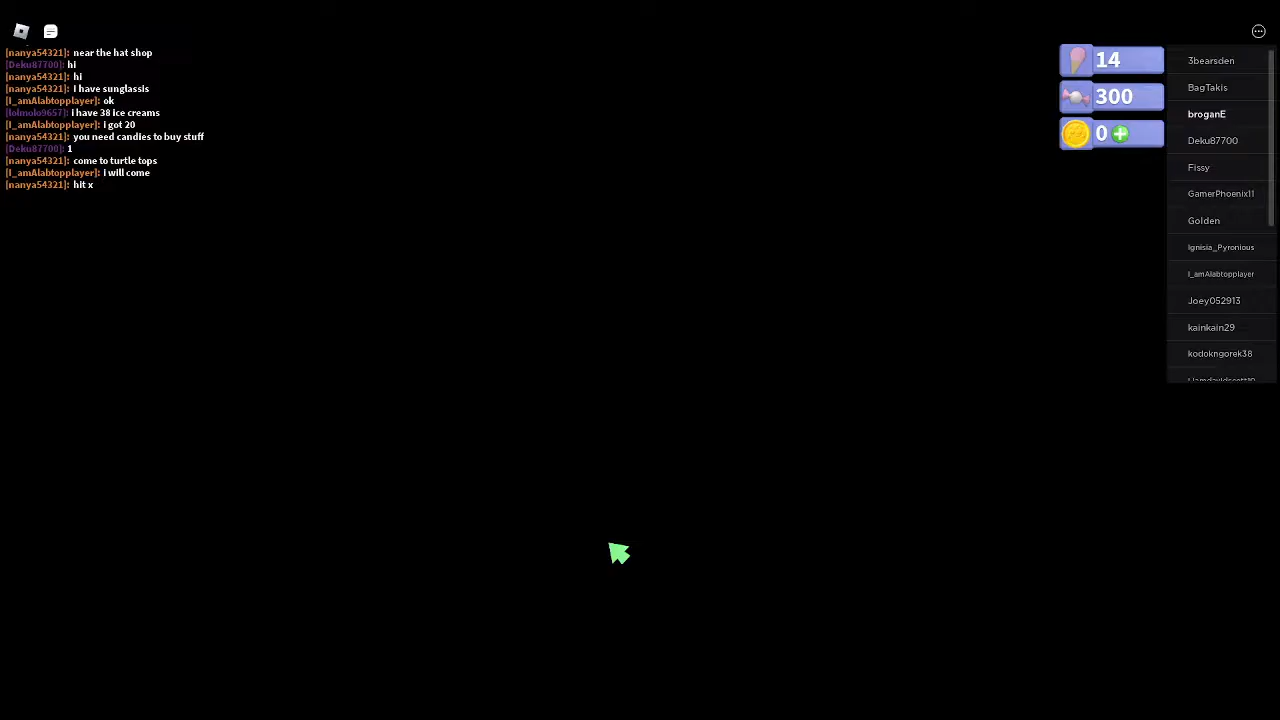 [nanya54321]: near the hat shop
[Deku87700]: hi
[nanya54321]: hi
[nanya54321]: I have sunglassis
[I_amAlabtopplayer]: ok
[lolmolo9657]: i have 38 ice creams
[I_amAlabtopplayer]: i got 20
[nanya54321]: you need candies to buy stuff
[Deku87700]: 1
[nanya54321]: come to turtle tops
[I_amAlabtopplayer]: I will come
[nanya54321]: hit x
14
300
0
3bearsden
BagTakis
broganE
Deku87700
Fissy
GamerPhoenix11
Golden
Ignisia_Pyronious
I_amAlabtopplayer
Joey052913
kainkain29
kodokngorek38